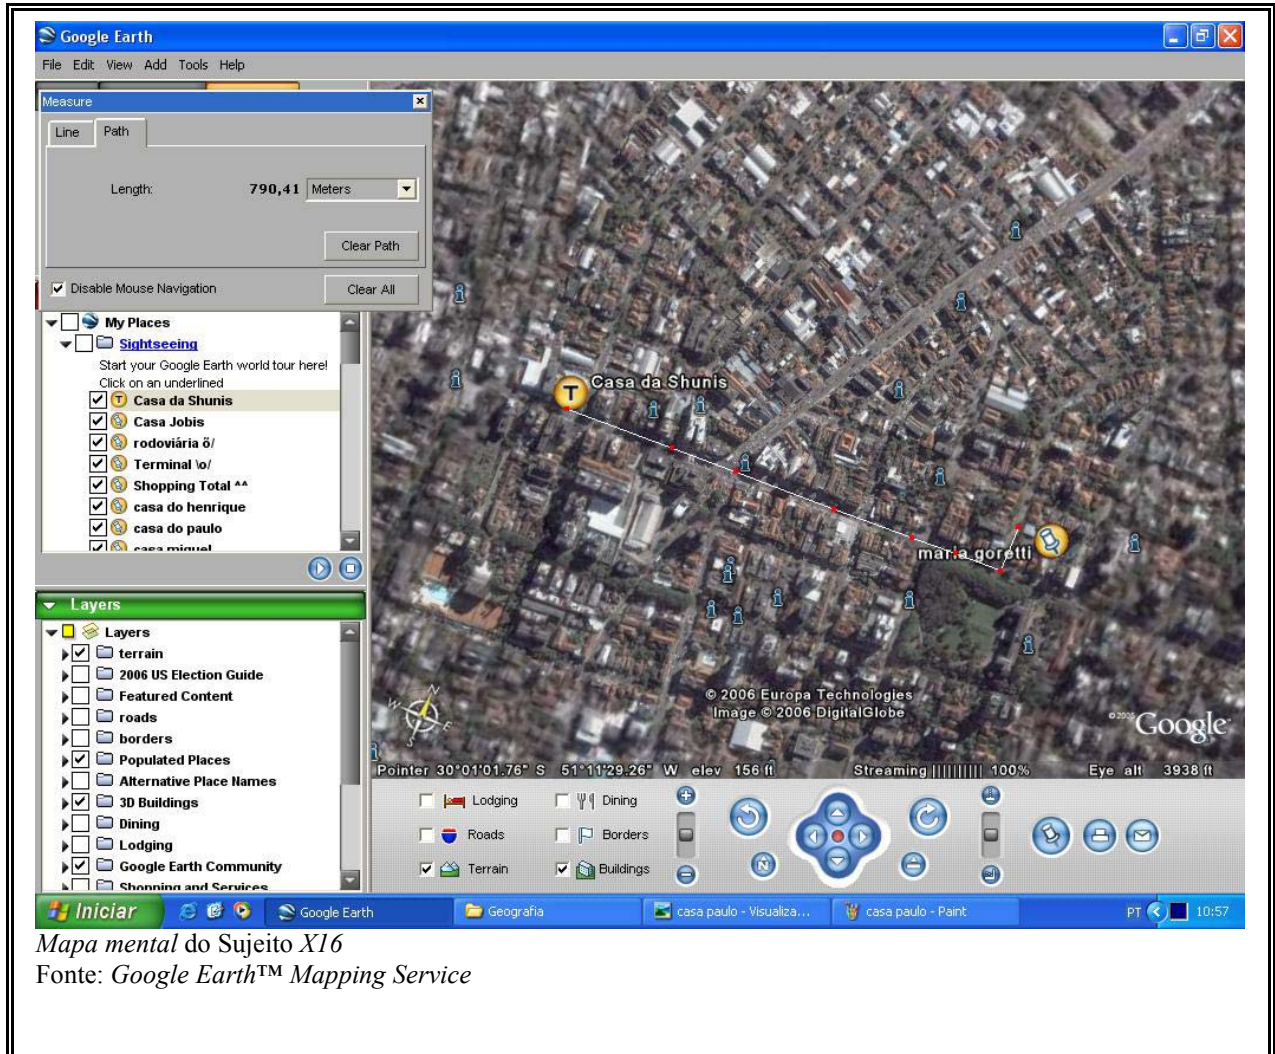 Google Earth
File Edit View Add Tools Help
Measure
Line Path
Length: 790,41 Meters
Clear Path
Disable Mouse Navigation
Clear All
My Places
Sightseeing
Start your Google Earth world tour here!
Click on an underlined
Casa da Shunis
Casa Jobis
rodoviária õ/
Terminal \o/
Shopping Total ^^
casa do henrique
casa do paulo
casa miguel
Layers
Layers
terrain
2006 US Election Guide
Featured Content
roads
borders
Populated Places
Alternative Place Names
3D Buildings
Dining
Lodging
Google Earth Community
Shopping and Services
T
Casa da Shunis
maria goretti
N
W
E
S
© 2006 Europa Technologies
Image © 2006 DigitalGlobe
©2005 Google
Pointer 30°01'01.76" S 51°11'29.26" W elev 156 ft Streaming |||||||||| 100% Eye alt 3938 ft
Lodging Dining
Roads Borders
Terrain Buildings
N
Iniciar Google Earth Geografia casa paulo - Visualiza... casa paulo - Paint PT 10:57
Mapa mental do Sujeito X16
Fonte: Google Earth™ Mapping Service